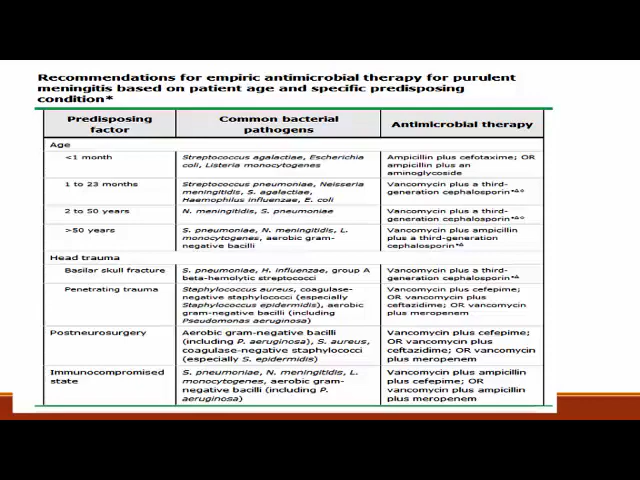 Recommendations for empiric antimicrobial therapy for purulent
meningitis based on patient age and specific predisposing
condition*
Predisposing factor
Common bacterial pathogens
Antimicrobial therapy
Age
<1 month
Streptococcus agalactiae, Escherichia
coli, Listeria monocytogenes
Ampicillin plus cefotaxime; OR
ampicillin plus an
aminoglycoside
1 to 23 months
Streptococcus pneumoniae, Neisseria
meningitidis, S. agalactiae,
Haemophilus influenzae, E. coli
Vancomycin plus a third-
generation cephalosporin
2 to 50 years
N. meningitidis, S. pneumoniae
Vancomycin plus a third-
generation cephalosporin
>50 years
S. pneumoniae, N. meningitidis, L.
monocytogenes, aerobic gram-
negative bacilli
Vancomycin plus ampicillin
plus a third-generation
cephalosporin
Head trauma
Basilar skull fracture
S. pneumoniae, H. influenzae, group A
beta-hemolytic streptococci
Vancomycin plus a third-
generation cephalosporin
Penetrating trauma
Staphylococcus aureus, coagulase-
negative staphylococci (especially
Staphylococcus epidermidis), aerobic
gram-negative bacilli (including
Pseudomonas aeruginosa)
Vancomycin plus cefepime;
OR vancomycin plus
ceftazidime; OR vancomycin
plus meropenem
Postneurosurgery
Aerobic gram-negative bacilli
(including P. aeruginosa), S. aureus,
coagulase-negative staphylococci
(especially S. epidermidis)
Vancomycin plus cefepime;
OR vancomycin plus
ceftazidime; OR vancomycin
plus meropenem
Immunocompromised
state
S. pneumoniae, N. meningitidis, L.
monocytogenes, aerobic gram-
negative bacilli (including P.
aeruginosa)
Vancomycin plus ampicillin
plus cefepime; OR
vancomycin plus ampicillin
plus meropenem